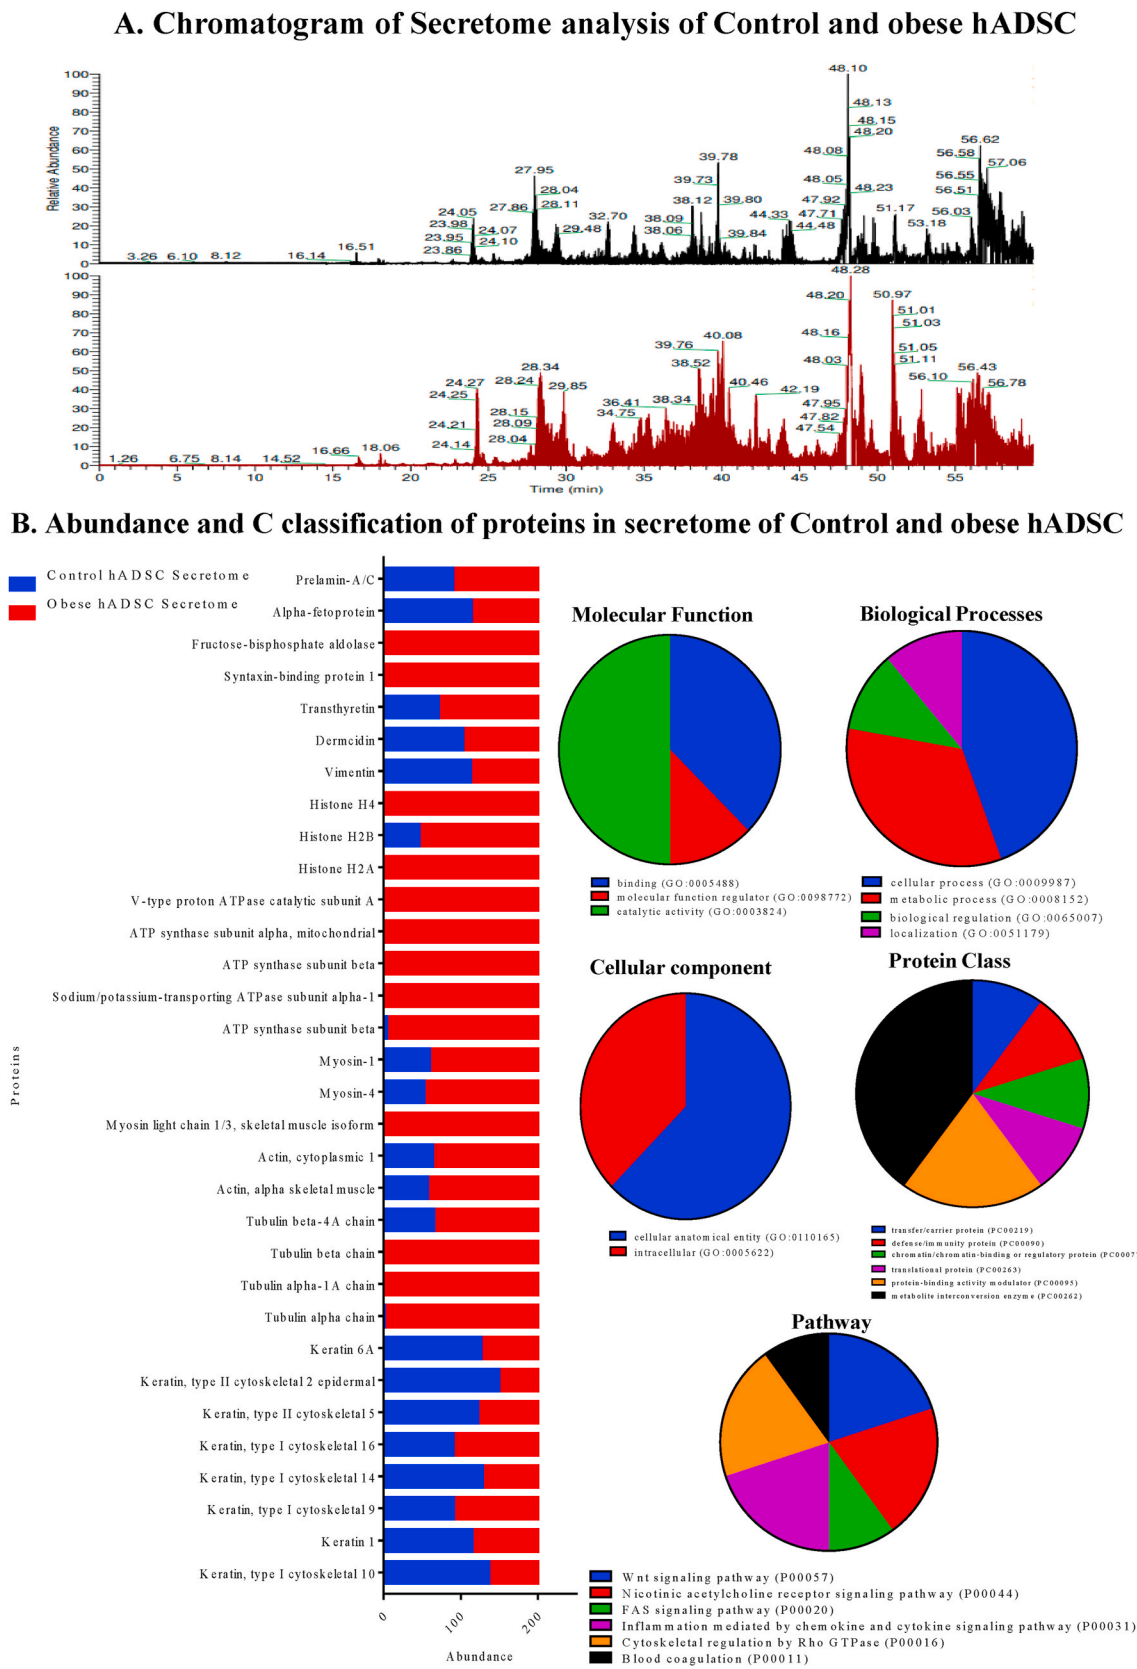 A. Chromatogram of Secretome analysis of Control and obese hADSC
Relative Abundance
100
90
80
70
60
50
40
30
20
10
0
3.26 6.10 8.12 16.14 16.51
24.05
23.98
23.95
23.86
24.07
24.10
27.95
28.04
28.11
27.86
29.48
32.70
38.12
38.09
38.06
39.78
39.73
39.80
39.84
44.33
44.48
48.10
48.13
48.15
48.20
48.08
48.05
48.23
47.92
47.71
51.17
53.18
56.62
56.58
57.06
56.55
56.51
56.03
100
90
80
70
60
50
40
30
20
10
0
1.26 6.75 8.14 14.52 16.66 18.06
24.27
24.25
24.21
24.14
28.34
28.24
28.15
28.09
28.04
29.85
34.75
36.41
38.34
38.52
39.76
40.08
40.46
42.19
48.28
48.20
48.16
48.03
47.95
47.82
47.54
50.97
51.01
51.03
51.05
51.11
56.10
56.43
56.78
0 5 10 15 20 25 30 35 40 45 50 55
Time (min)
B. Abundance and C classification of proteins in secretome of Control and obese hADSC
Control hADSC Secretome
Obese hADSC Secretome
Proteins
Prelamin-A/C
Alpha-fetoprotein
Fructose-bisphosphate aldolase
Syntaxin-binding protein 1
Transthyretin
Dermcidin
Vimentin
Histone H4
Histone H2B
Histone H2A
V-type proton ATPase catalytic subunit A
ATP synthase subunit alpha, mitochondrial
ATP synthase subunit beta
Sodium/potassium-transporting ATPase subunit alpha-1
ATP synthase subunit beta
Myosin-1
Myosin-4
Myosin light chain 1/3, skeletal muscle isoform
Actin, cytoplasmic 1
Actin, alpha skeletal muscle
Tubulin beta-4A chain
Tubulin beta chain
Tubulin alpha-1A chain
Tubulin alpha chain
Keratin 6A
Keratin, type II cytoskeletal 2 epidermal
Keratin, type II cytoskeletal 5
Keratin, type I cytoskeletal 16
Keratin, type I cytoskeletal 14
Keratin, type I cytoskeletal 9
Keratin 1
Keratin, type I cytoskeletal 10
0 100 200
Abundance
Molecular Function
binding (GO:0005488)
molecular function regulator (GO:0098772)
catalytic activity (GO:0003824)
Biological Processes
cellular process (GO:0009987)
metabolic process (GO:0008152)
biological regulation (GO:0065007)
localization (GO:0051179)
Cellular component
cellular anatomical entity (GO:0110165)
intracellular (GO:0005622)
Protein Class
transfer/carrier protein (PC00219)
defense/immunity protein (PC00090)
chromatin/chromatin-binding or regulatory protein (PC0007
translational protein (PC00263)
protein-binding activity modulator (PC00095)
metabolite interconversion enzyme (PC00262)
Pathway
Wnt signaling pathway (P00057)
Nicotinic acetylcholine receptor signaling pathway (P00044)
FAS signaling pathway (P00020)
Inflammation mediated by chemokine and cytokine signaling pathway (P00031)
Cytoskeletal regulation by Rho GTPase (P00016)
Blood coagulation (P00011)